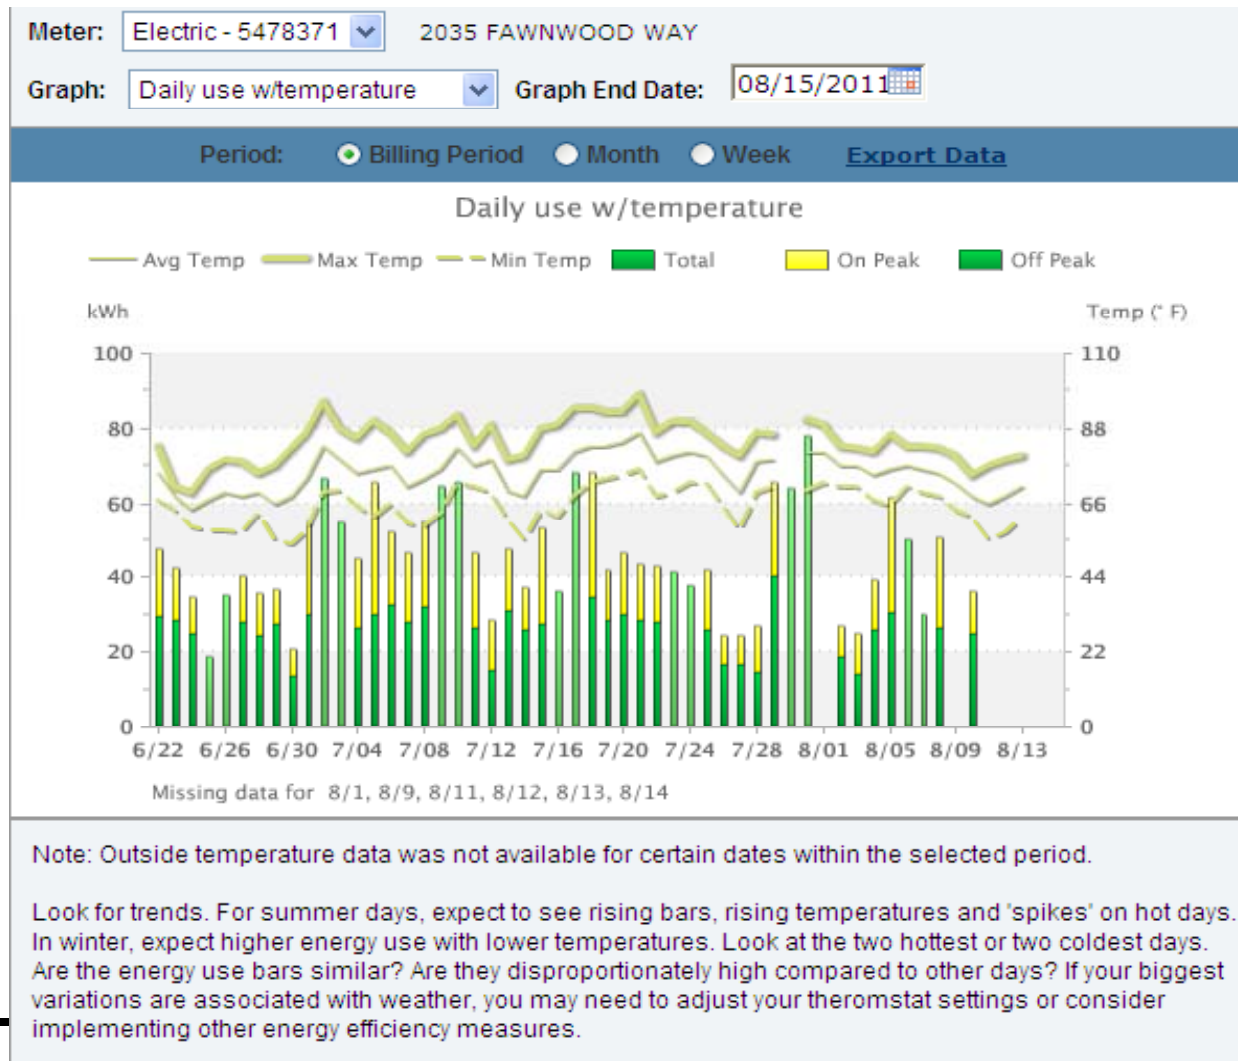 Meter: Electric - 5478371 2035 FAWNWOOD WAY
Graph: Daily use w/temperature Graph End Date: 08/15/2011
Period: Billing Period Month Week Export Data
Daily use w/temperature
Avg Temp Max Temp Min Temp Total On Peak Off Peak
kWh Temp (° F)
100 110
80 88
60 66
40 44
20 22
0 0
6/22 6/26 6/30 7/04 7/08 7/12 7/16 7/20 7/24 7/28 8/01 8/05 8/09 8/13
Missing data for 8/1, 8/9, 8/11, 8/12, 8/13, 8/14
Note: Outside temperature data was not available for certain dates within the selected period.
Look for trends. For summer days, expect to see rising bars, rising temperatures and 'spikes' on hot days.
In winter, expect higher energy use with lower temperatures. Look at the two hottest or two coldest days.
Are the energy use bars similar? Are they disproportionately high compared to other days? If your biggest
variations are associated with weather, you may need to adjust your theromstat settings or consider
implementing other energy efficiency measures.